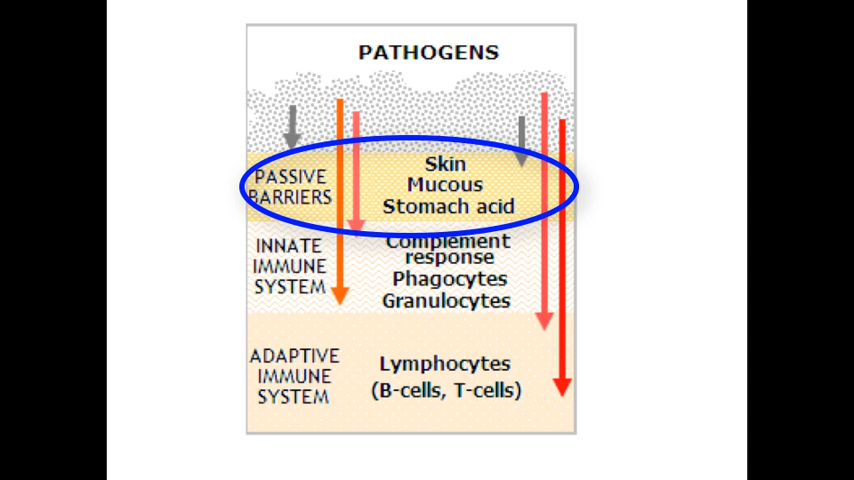 PATHOGENS
PASSIVE
BARRIERS
Skin
Mucous
Stomach acid
INNATE
IMMUNE
SYSTEM
Complement
response
Phagocytes
Granulocytes
ADAPTIVE
IMMUNE
SYSTEM
Lymphocytes
(B-cells, T-cells)